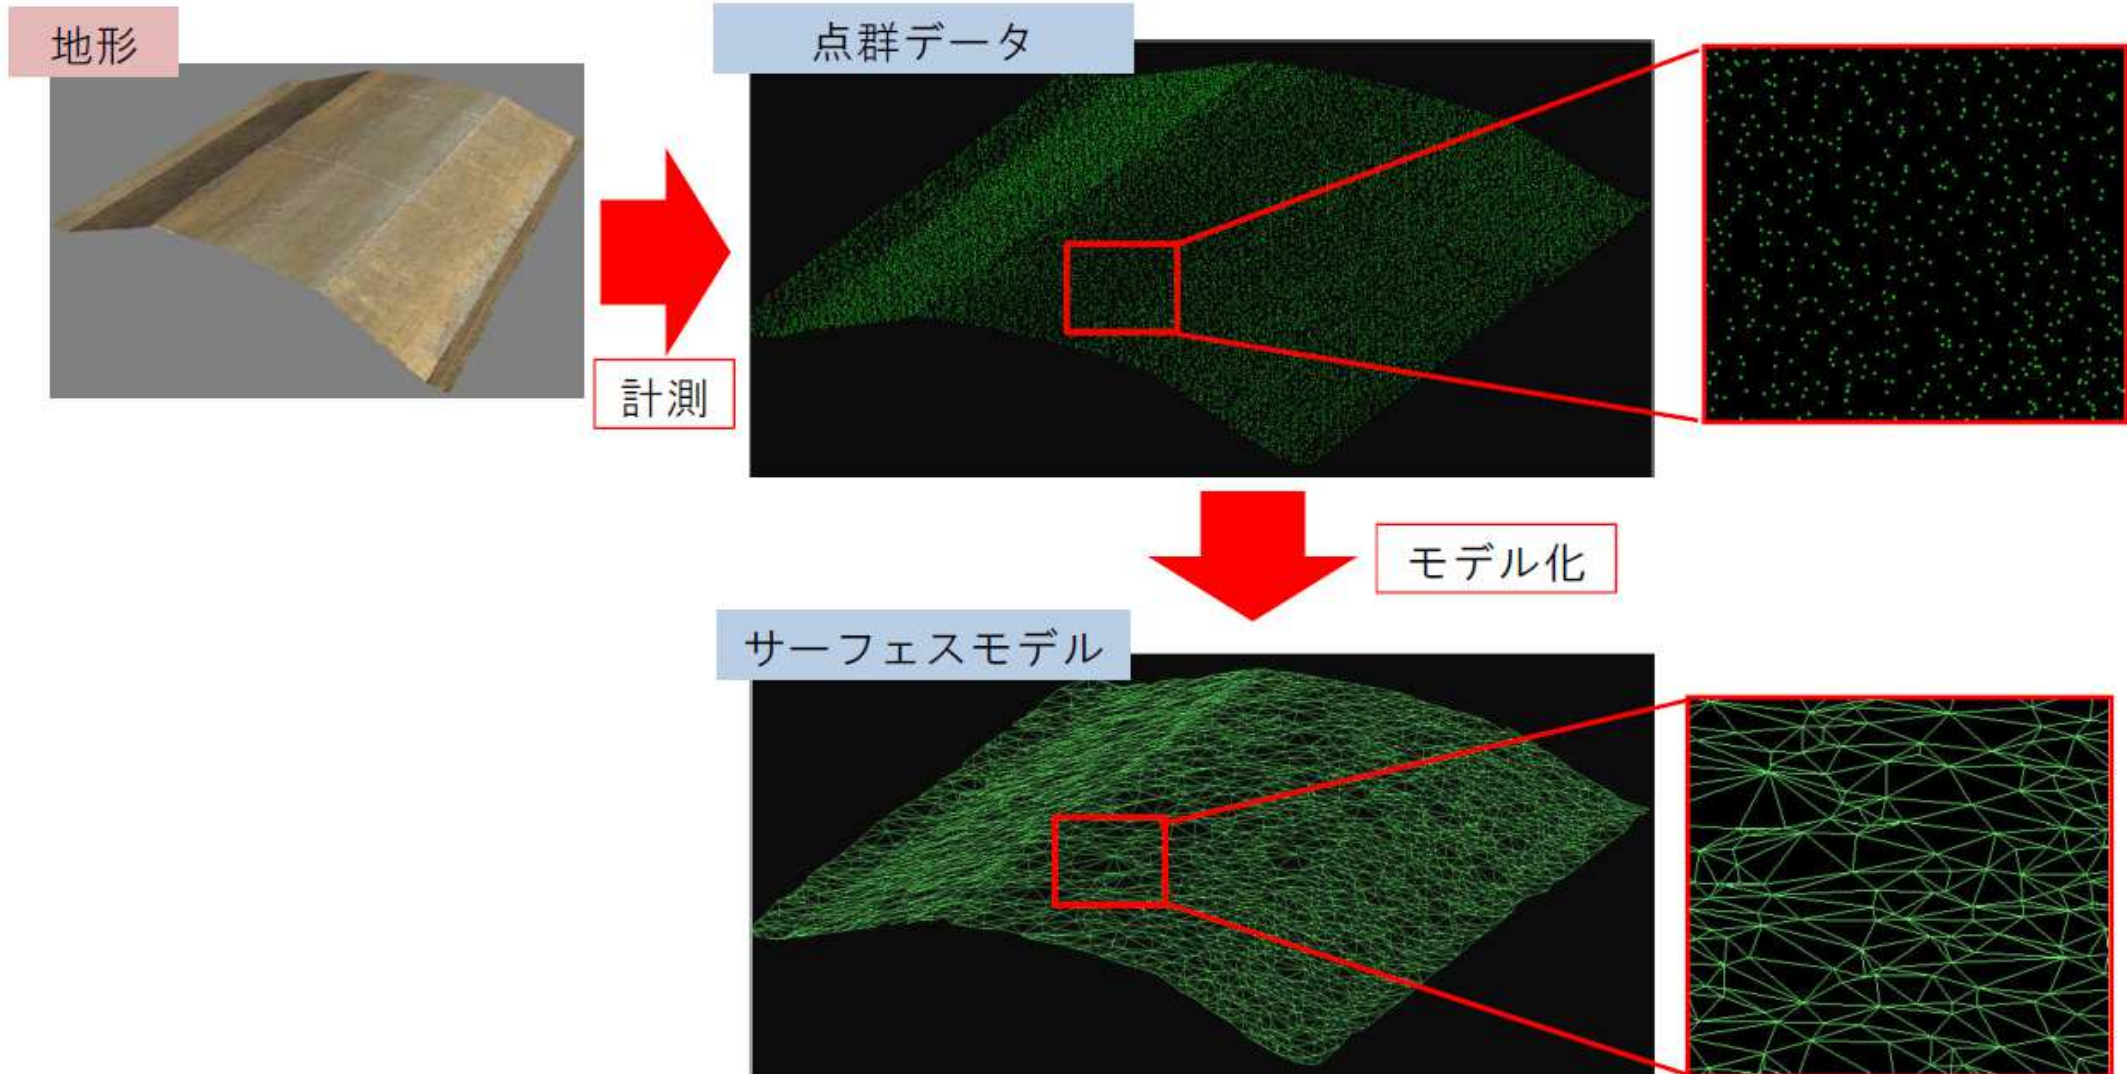 地形
点群データ
計測
モデル化
サーフェスモデル